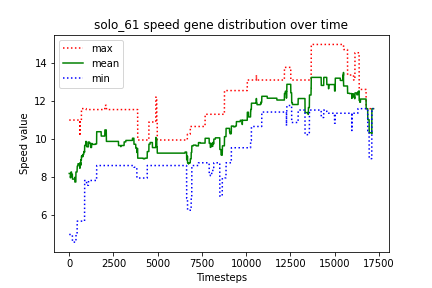 solo_61 speed gene distribution over time
max
mean
min
Speed value
14
12
10
8
6
0 2500 5000 7500 10000 12500 15000 17500
Timesteps